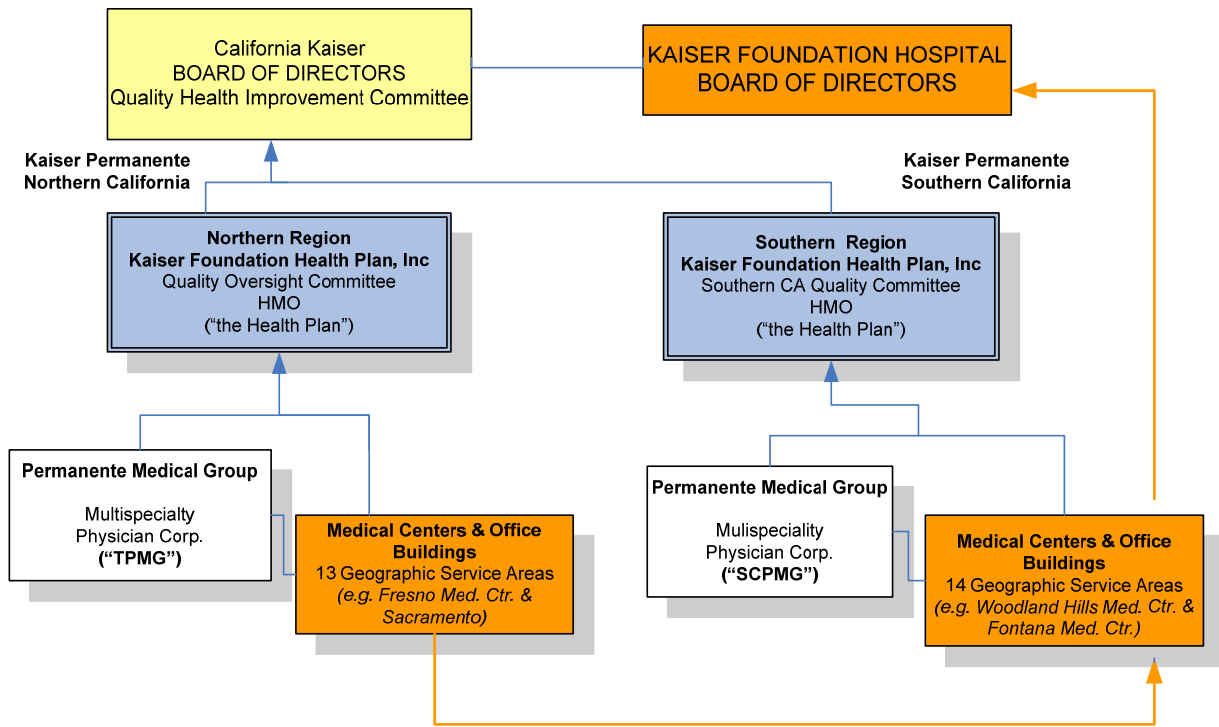 California Kaiser
BOARD OF DIRECTORS
Quality Health Improvement Committee
KAISER FOUNDATION HOSPITAL
BOARD OF DIRECTORS
Kaiser Permanente
Northern California
Kaiser Permanente
Southern California
Northern Region
Kaiser Foundation Health Plan, Inc
Quality Oversight Committee
HMO
(“the Health Plan”)
Southern Region
Kaiser Foundation Health Plan, Inc
Southern CA Quality Committee
HMO
(“the Health Plan”)
Permanente Medical Group
Multispecialty
Physician Corp.
(“TPMG”)
Medical Centers & Office
Buildings
13 Geographic Service Areas
(e.g. Fresno Med. Ctr. &
Sacramento)
Permanente Medical Group
Mulispeciality
Physician Corp.
(“SCPMG”)
Medical Centers & Office
Buildings
14 Geographic Service Areas
(e.g. Woodland Hills Med. Ctr. &
Fontana Med. Ctr.)